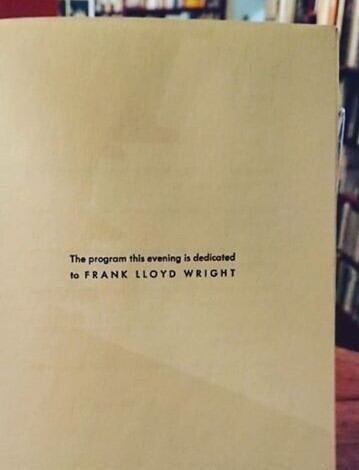 The program this evening is dedicated
to FRANK LLOYD WRIGHT